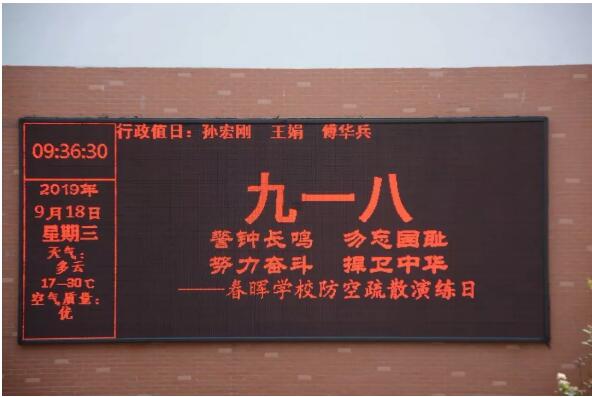 09:36:30
2019年
9月18日
星期三
天气：
多云
17—30℃
空气质量：
优
行政值日：孙宏刚　王娟　傅华兵
九一八
警钟长鸣　勿忘国耻
努力奋斗　捍卫中华
——春晖学校防空疏散演练日